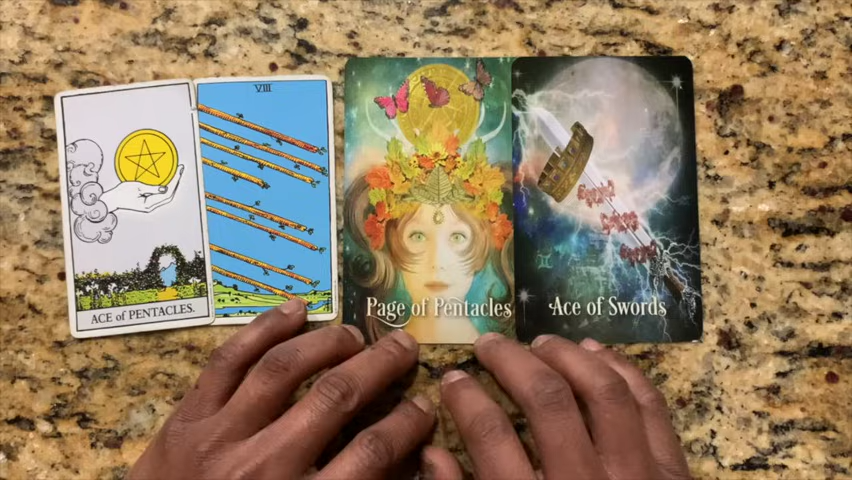 ACE of PENTACLES.
VIII
Page of Pentacles
Ace of Swords